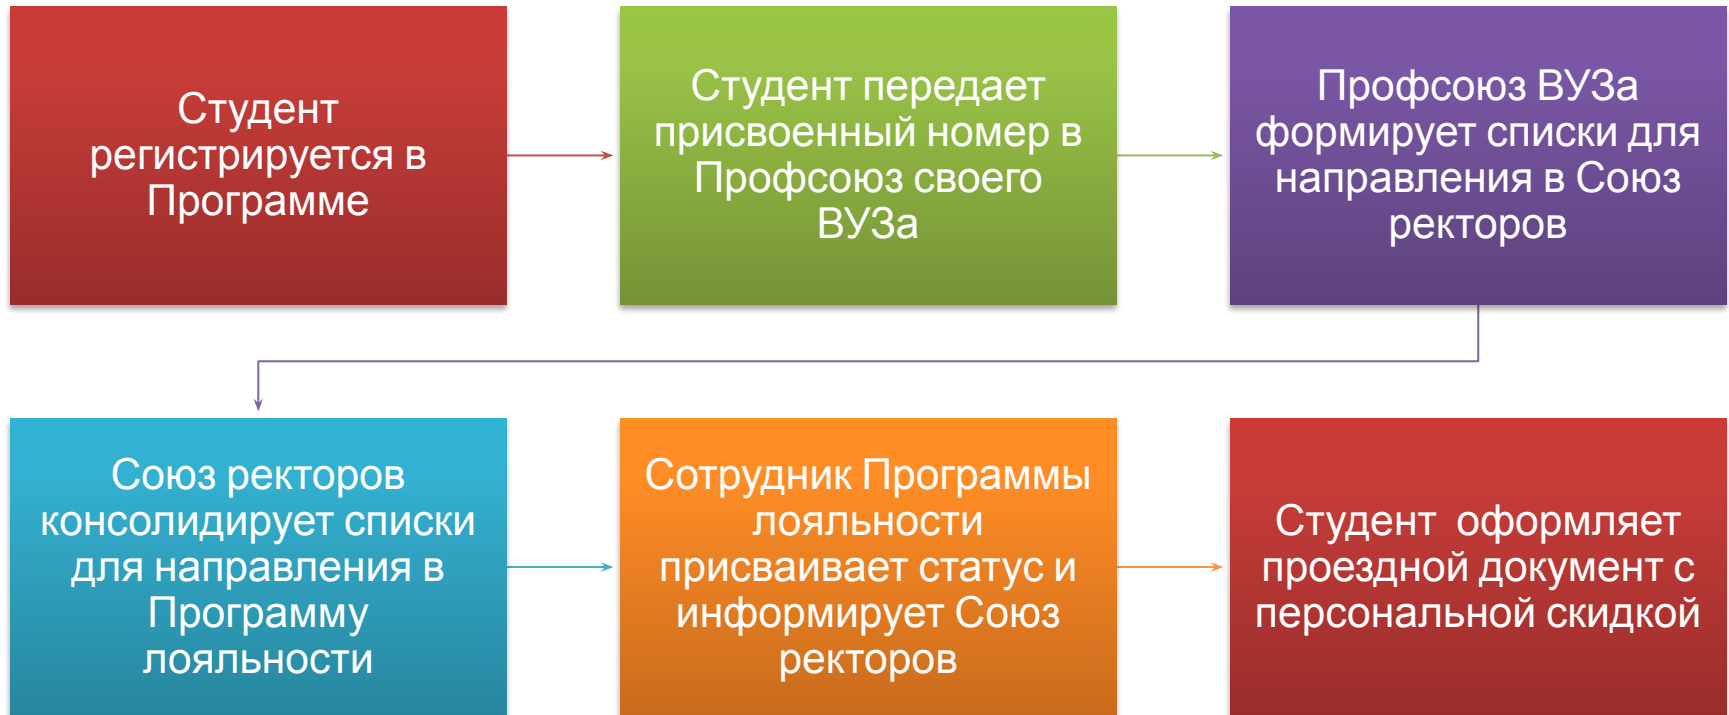 Студент
регистрируется в
Программе
Студент передает
присвоенный номер в
Профсоюз своего
ВУЗа
Профсоюз ВУЗа
формирует списки для
направления в Союз
ректоров
Союз ректоров
консолидирует списки
для направления в
Программу
лояльности
Сотрудник Программы
лояльности
присваивает статус и
информирует Союз
ректоров
Студент  оформляет
проездной документ с
персональной скидкой